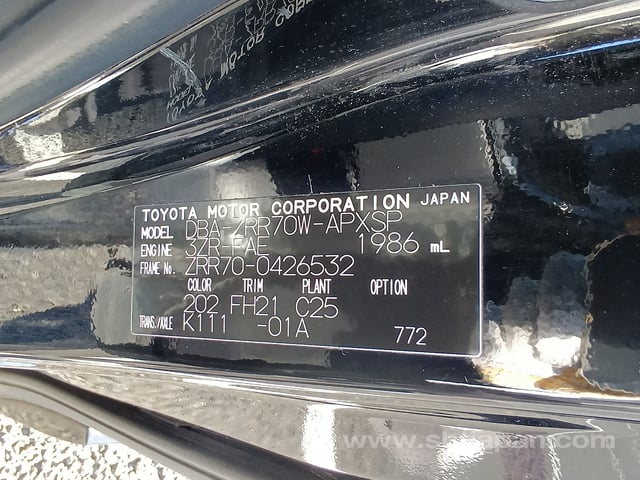 TOYOTA MOTOR CORPORATION JAPAN
MODEL DBA-ZRR70W-APXSP
ENGINE 3ZR-FAE 1986 mL
FRAME No. ZRR70-0426532
COLOR TRIM PLANT OPTION
202 FH21 C25
TRANS./AXLE K111 -01A
772